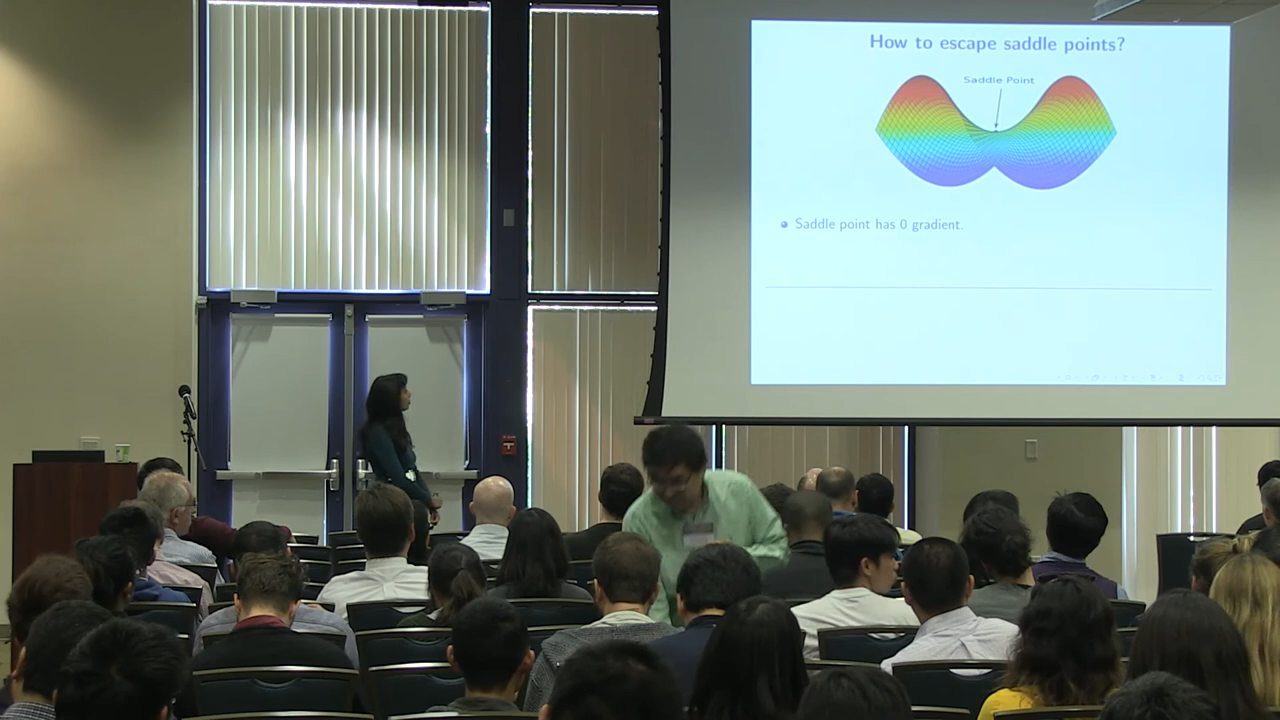 How to escape saddle points?
Saddle Point
Saddle point has 0 gradient.